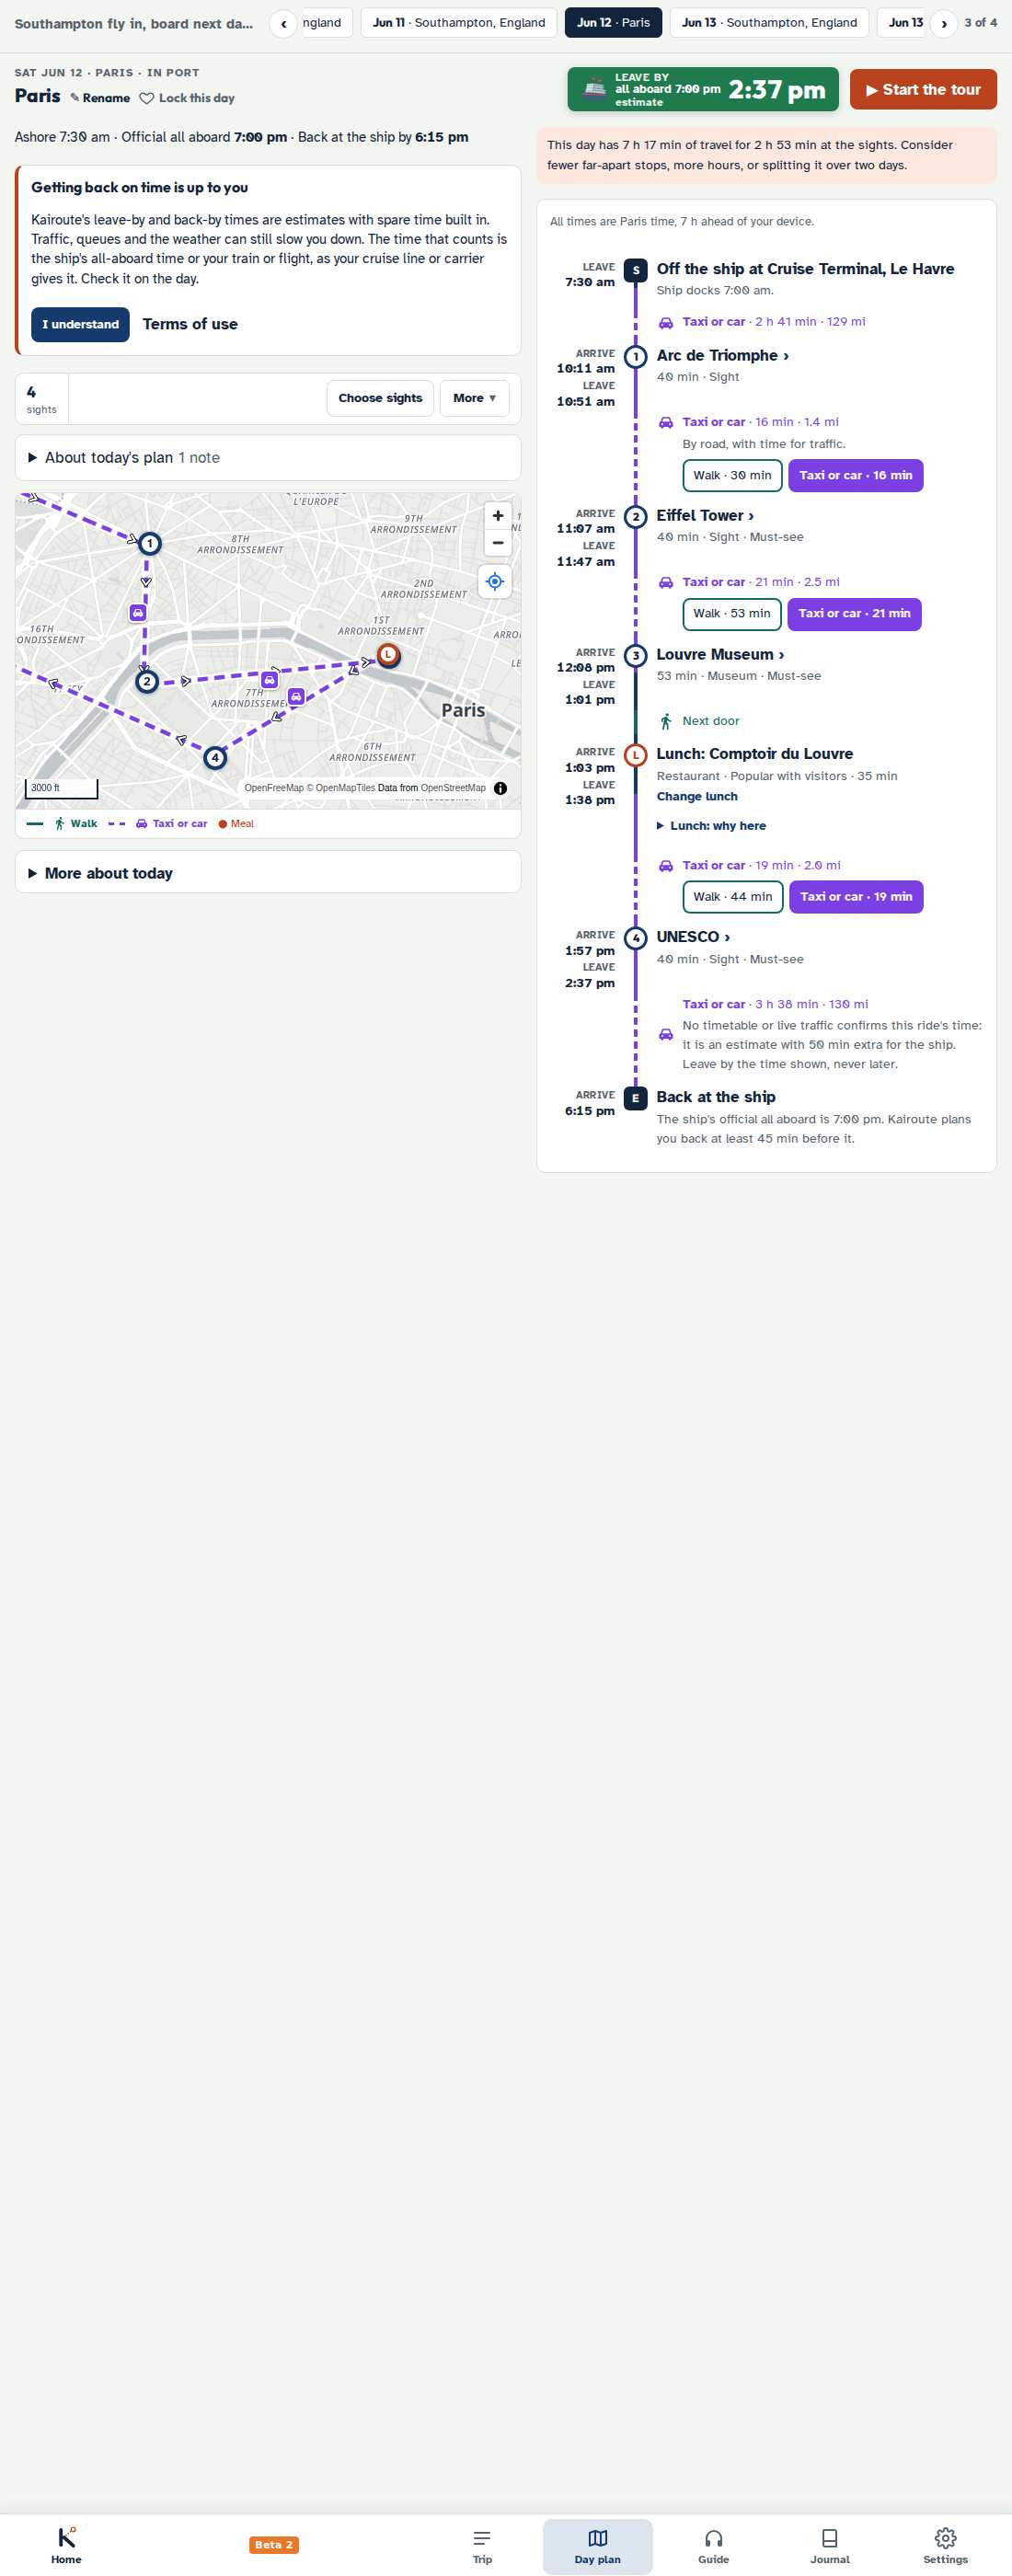 Southampton fly in, board next da...
‹
ngland
Jun 11 · Southampton, England
Jun 12 · Paris
Jun 13 · Southampton, England
Jun 13
›
3 of 4
SAT JUN 12 · PARIS · IN PORT
Paris ✎ Rename Lock this day
LEAVE BY
all aboard 7:00 pm
estimate
2:37 pm
▶ Start the tour
Ashore 7:30 am · Official all aboard 7:00 pm · Back at the ship by 6:15 pm
Getting back on time is up to you
Kairoute's leave-by and back-by times are estimates with spare time built in.
Traffic, queues and the weather can still slow you down. The time that counts is
the ship's all-aboard time or your train or flight, as your cruise line or carrier
gives it. Check it on the day.
I understand
Terms of use
4
sights
Choose sights
More ▾
▶ About today's plan 1 note
L'EUROPE
8TH
ARRONDISSEMENT
9TH
ARRONDISSEMENT
2ND
ARRONDISSEMENT
1ST
ARRONDISSEMENT
16TH
ONDISSEMENT
ARRO
LE
7TH
ARRONDISSEME
6TH
ARRONDISSEMENT
Paris
1
2
4
L
+
−
3000 ft
OpenFreeMap © OpenMapTiles Data from OpenStreetMap
Walk
Taxi or car
Meal
▶ More about today
This day has 7 h 17 min of travel for 2 h 53 min at the sights. Consider
fewer far-apart stops, more hours, or splitting it over two days.
All times are Paris time, 7 h ahead of your device.
LEAVE
7:30 am
S
Off the ship at Cruise Terminal, Le Havre
Ship docks 7:00 am.
Taxi or car · 2 h 41 min · 129 mi
ARRIVE
10:11 am
LEAVE
10:51 am
1
Arc de Triomphe ›
40 min · Sight
Taxi or car · 16 min · 1.4 mi
By road, with time for traffic.
Walk · 30 min
Taxi or car · 16 min
ARRIVE
11:07 am
LEAVE
11:47 am
2
Eiffel Tower ›
40 min · Sight · Must-see
Taxi or car · 21 min · 2.5 mi
Walk · 53 min
Taxi or car · 21 min
ARRIVE
12:08 pm
LEAVE
1:01 pm
3
Louvre Museum ›
53 min · Museum · Must-see
Next door
ARRIVE
1:03 pm
LEAVE
1:38 pm
L
Lunch: Comptoir du Louvre
Restaurant · Popular with visitors · 35 min
Change lunch
▶ Lunch: why here
Taxi or car · 19 min · 2.0 mi
Walk · 44 min
Taxi or car · 19 min
ARRIVE
1:57 pm
LEAVE
2:37 pm
4
UNESCO ›
40 min · Sight · Must-see
Taxi or car · 3 h 38 min · 130 mi
No timetable or live traffic confirms this ride's time:
it is an estimate with 50 min extra for the ship.
Leave by the time shown, never later.
ARRIVE
6:15 pm
E
Back at the ship
The ship's official all aboard is 7:00 pm. Kairoute plans
you back at least 45 min before it.
Home
Beta 2
Trip
Day plan
Guide
Journal
Settings